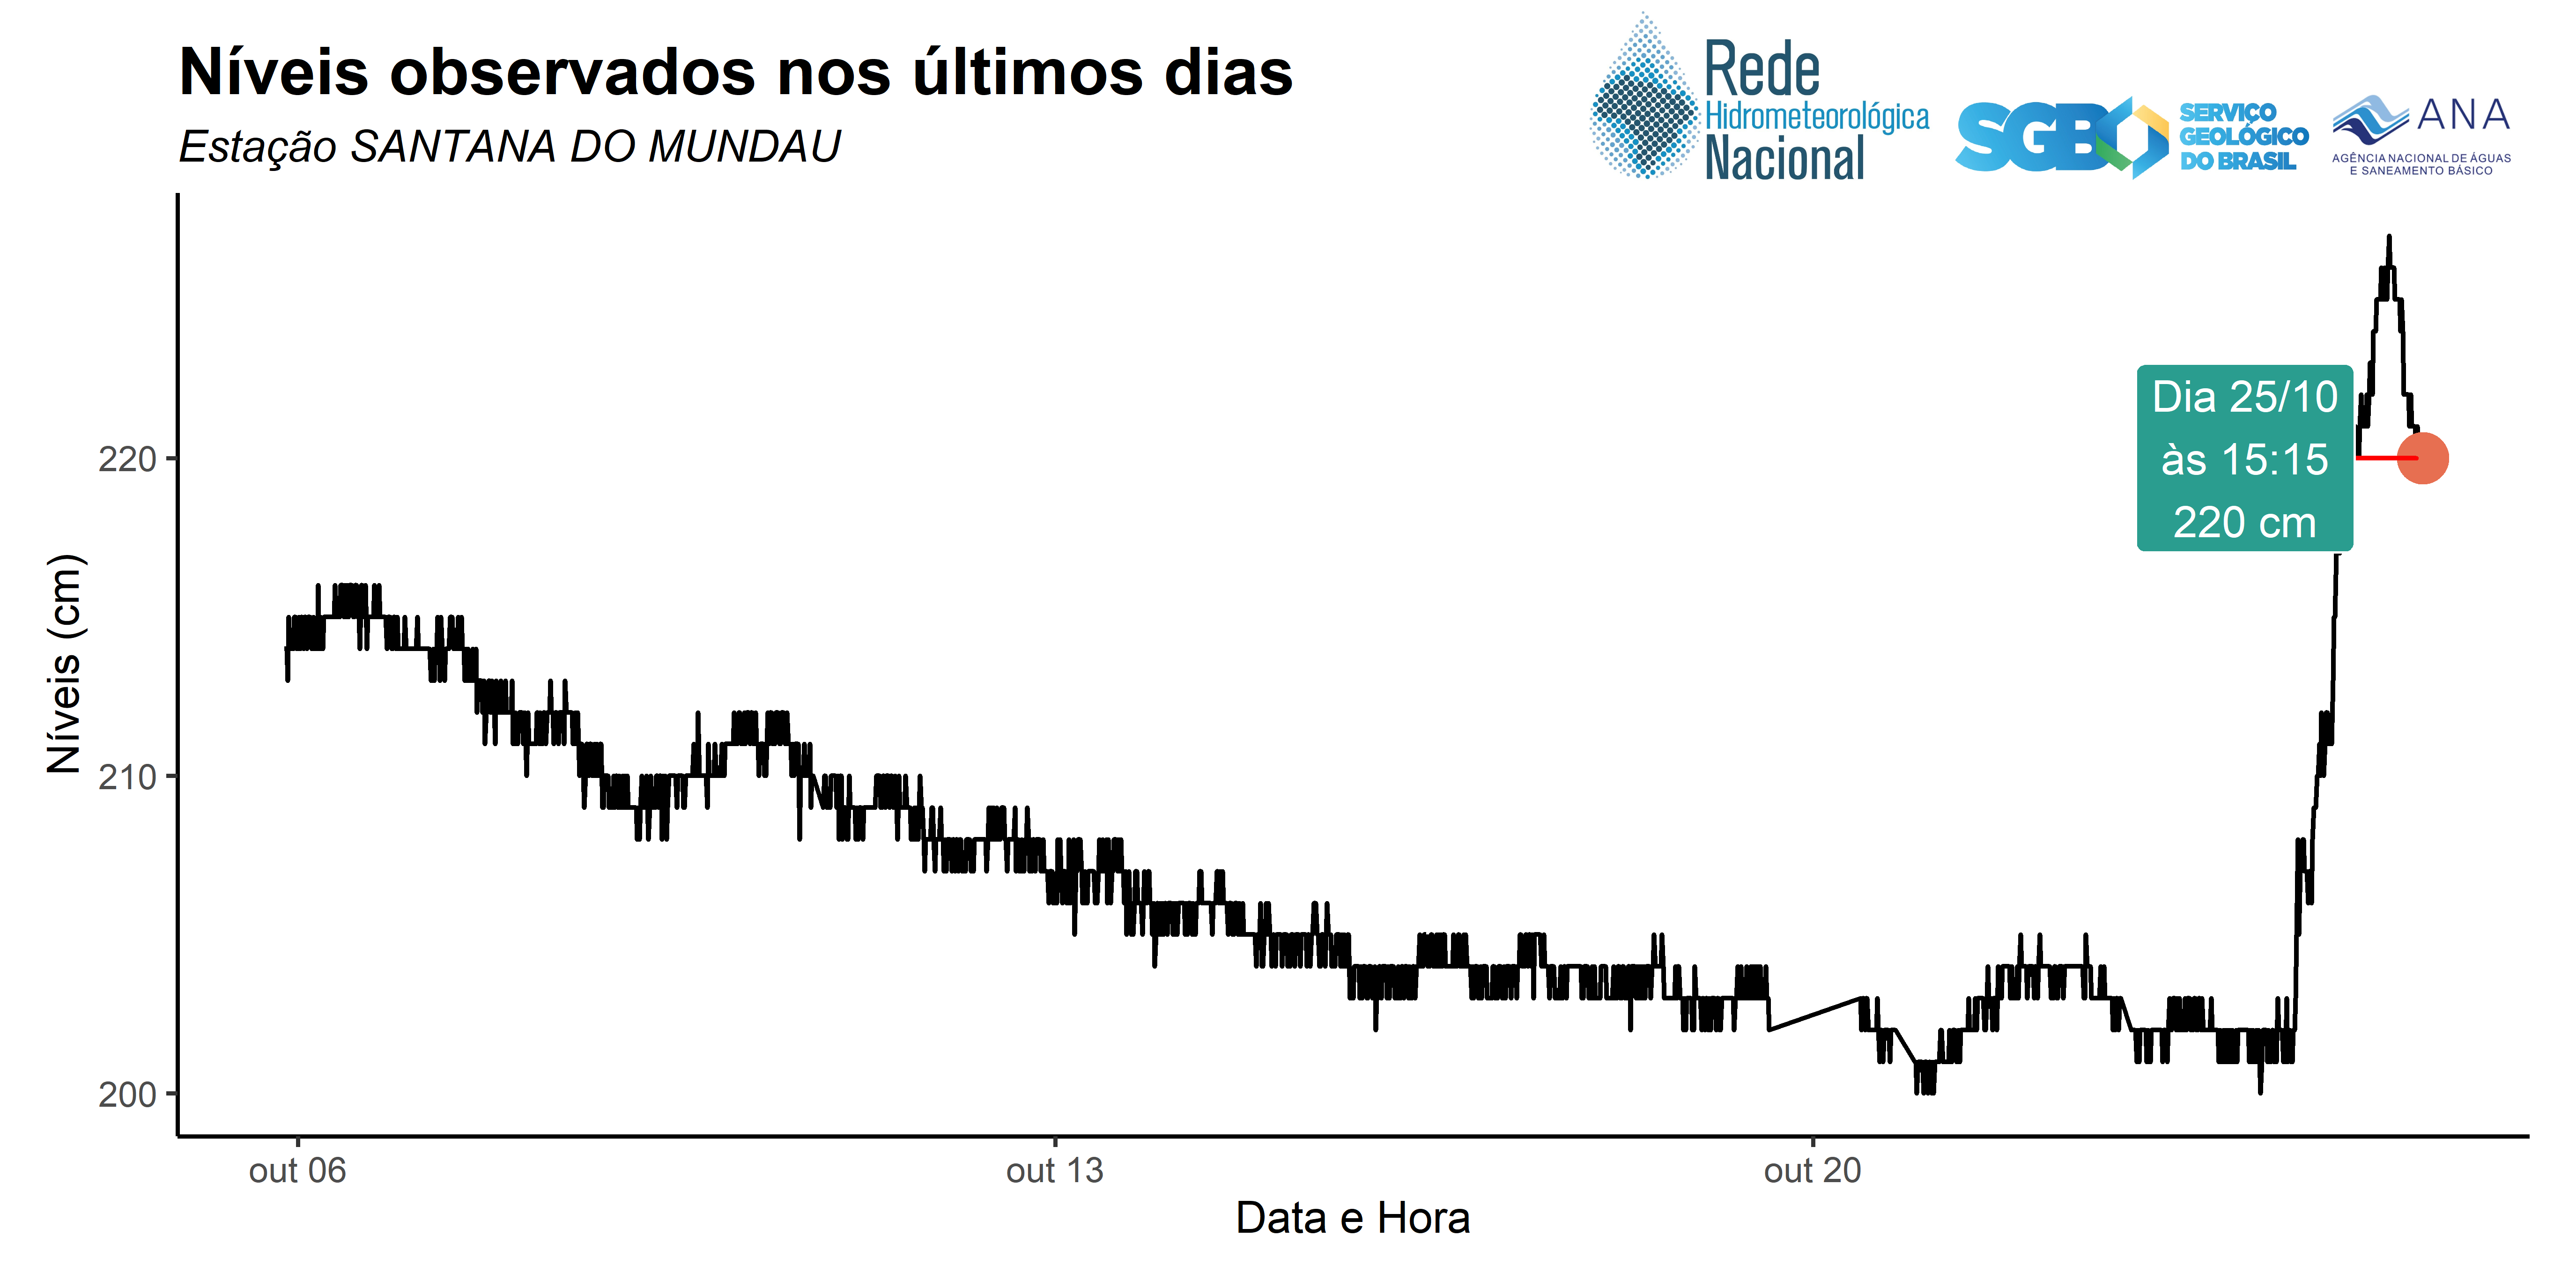 Níveis observados nos últimos dias
Estação SANTANA DO MUNDAU
Rede
Hidrometeorológica
Nacional
SGB
SERVIÇO
GEOLÓGICO
DO BRASIL
ANA
AGÊNCIA NACIONAL DE ÁGUAS
E SANEAMENTO BÁSICO
Níveis (cm)
220
210
200
Dia 25/10
às 15:15
220 cm
out 06
out 13
out 20
Data e Hora